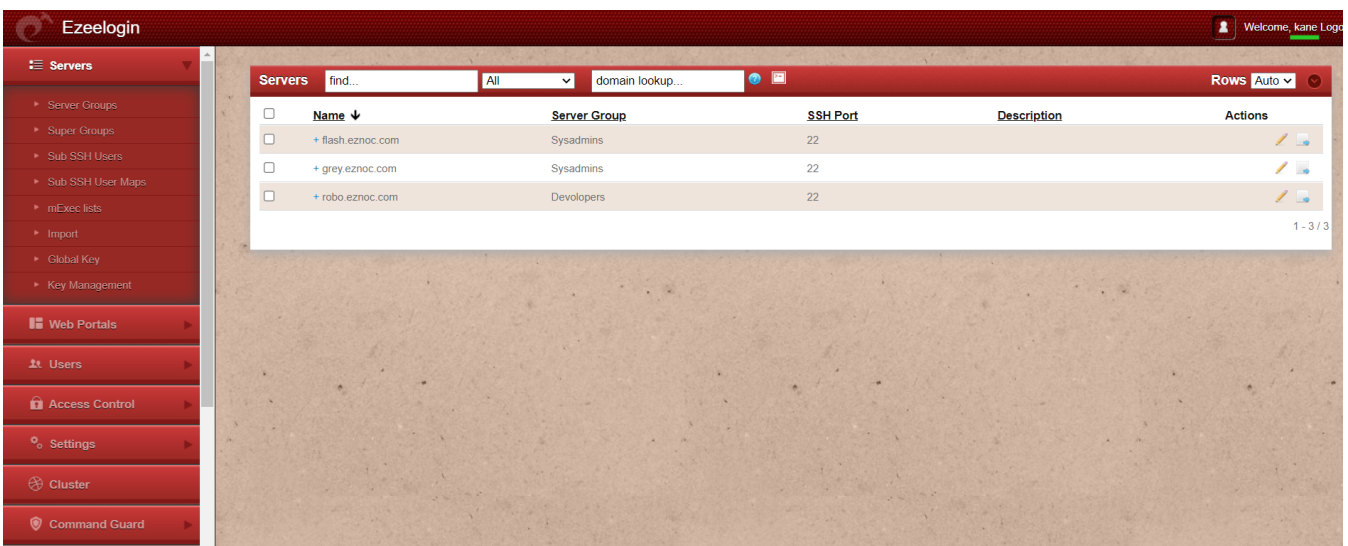 Ezeelogin
Welcome, kane Logo
Servers
Server Groups
Super Groups
Sub SSH Users
Sub SSH User Maps
mExec lists
Import
Global Key
Key Management
Web Portals
Users
Access Control
Settings
Cluster
Command Guard
Servers find... All domain lookup... Rows Auto
Name Server Group SSH Port Description Actions
+ flash.eznoc.com Sysadmins 22
+ grey.eznoc.com Sysadmins 22
+ robo.eznoc.com Devolopers 22
1 - 3 / 3